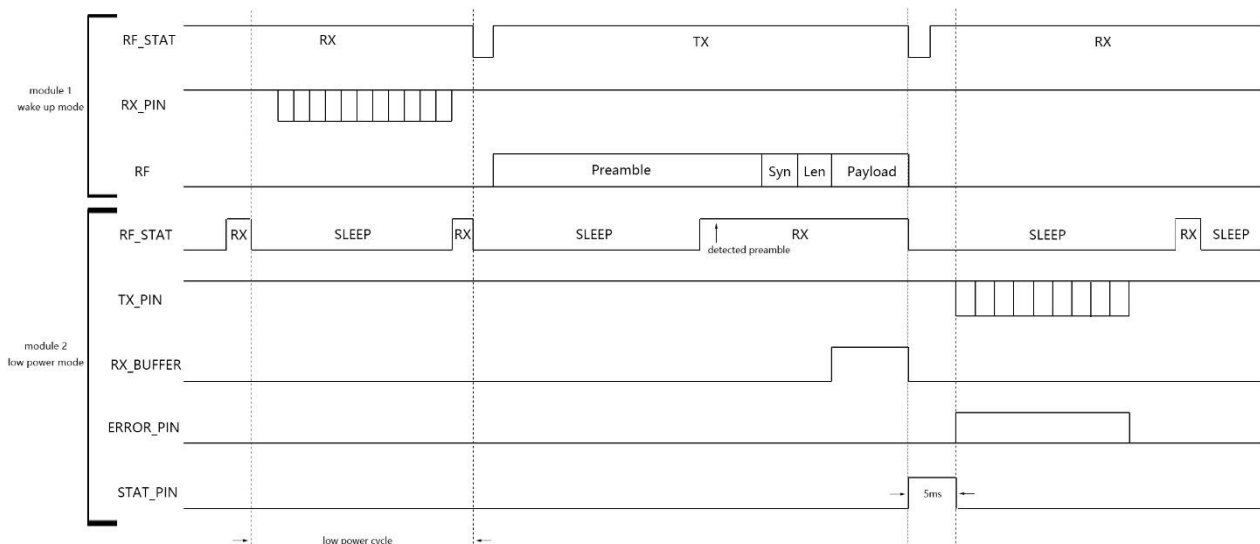 RF_STAT RX TX RX
module 1
wake up mode
RX_PIN
RF Preamble Syn Len Payload
RF_STAT RX SLEEP RX SLEEP RX SLEEP RX SLEEP
detected preamble
TX_PIN
module 2
low power mode
RX_BUFFER
ERROR_PIN
STAT_PIN 5ms
low power cycle